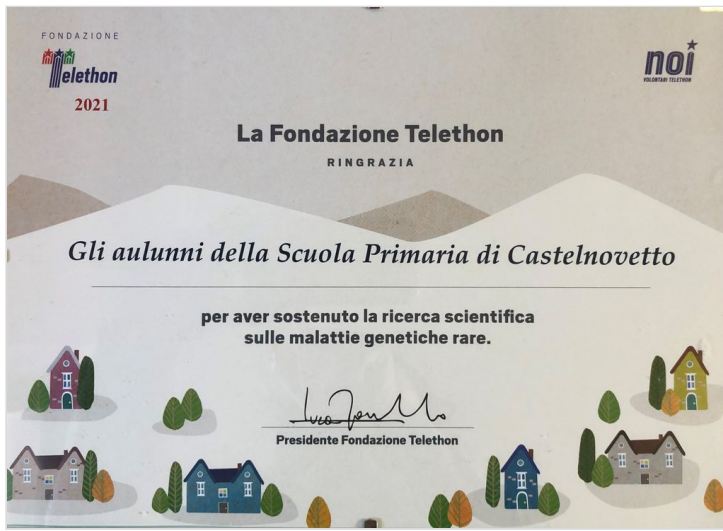 FONDAZIONE
Telethon
2021
noi
VOLONTARI TELETHON
La Fondazione Telethon
RINGRAZIA
Gli aulunni della Scuola Primaria di Castelnovetto
per aver sostenuto la ricerca scientifica
sulle malattie genetiche rare.
Presidente Fondazione Telethon